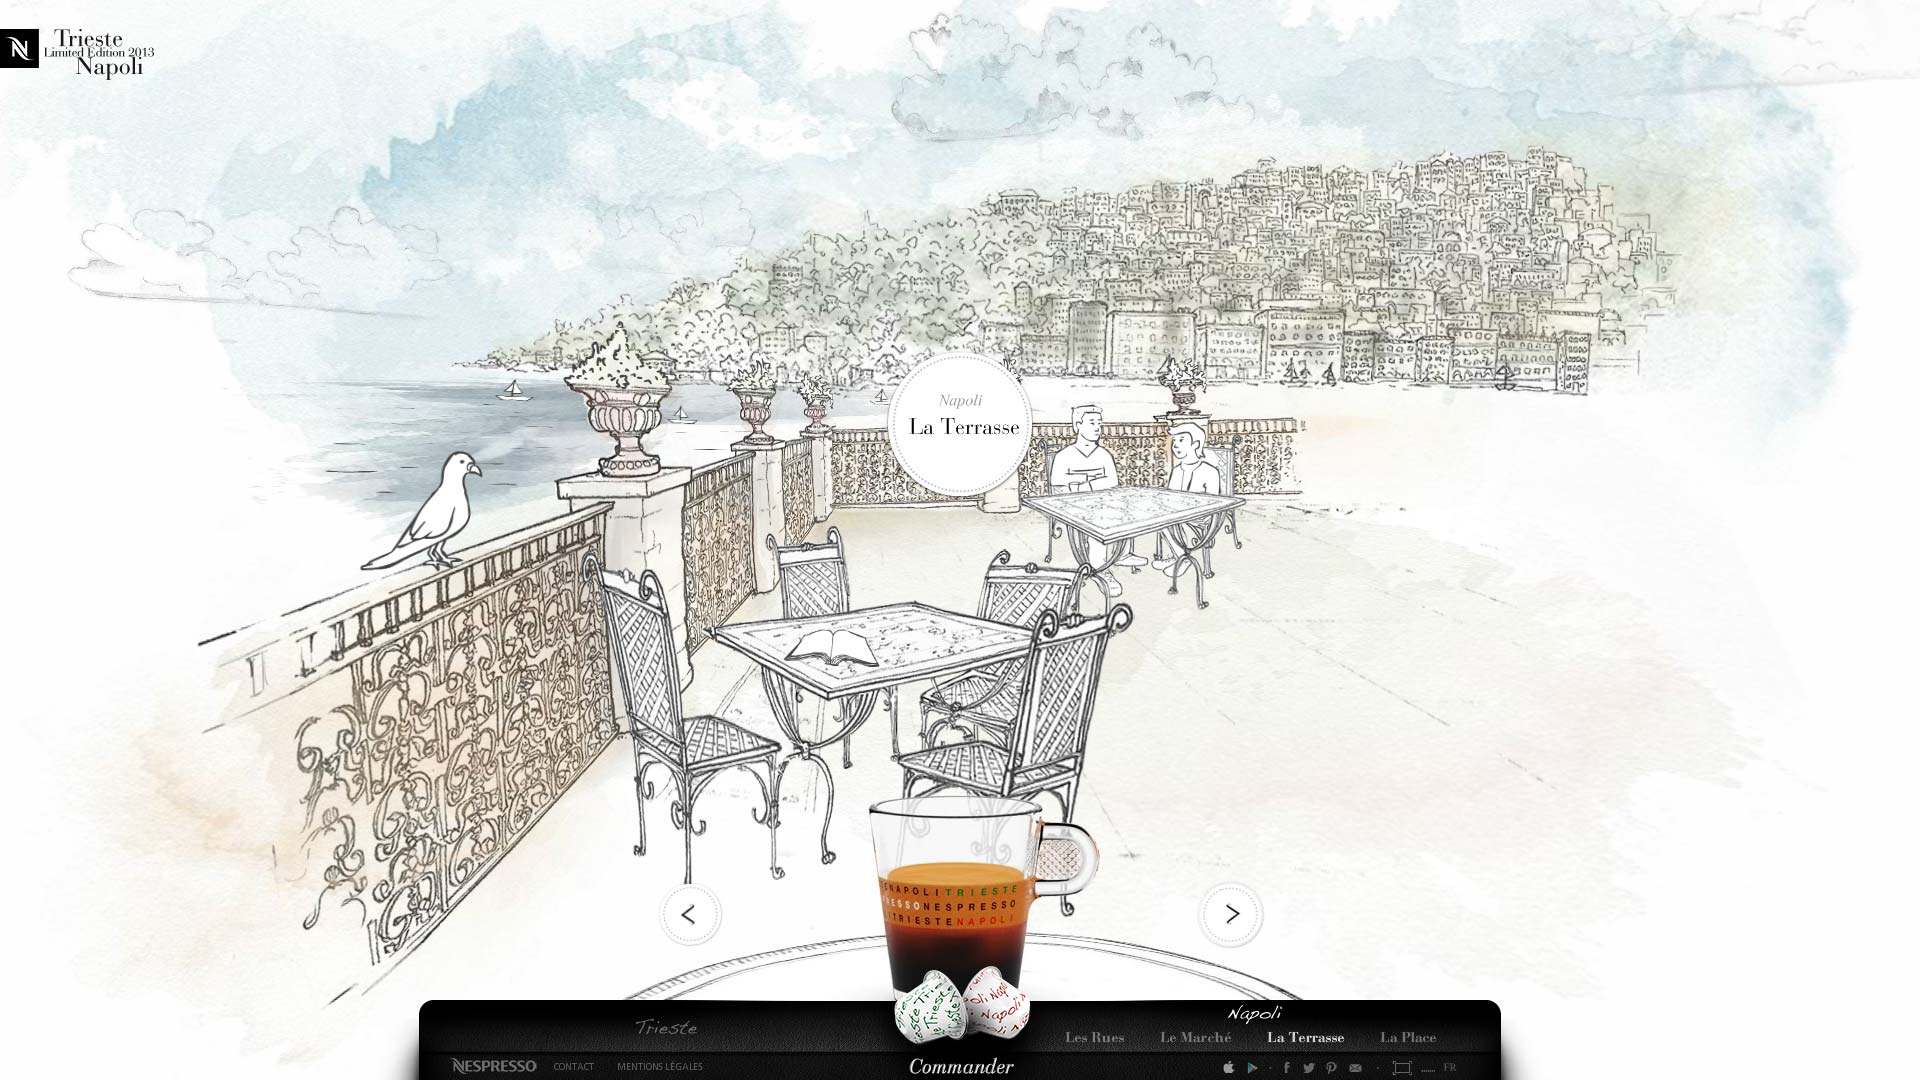 N Trieste
Limited Edition 2013
Napoli
Napoli
La Terrasse
<
>
NAPOLI TRIESTE
RESSO NESPRESSO
TRIESTE NAPOLI
Trieste
Napoli
Les Rues Le Marché La Terrasse La Place
NESPRESSO CONTACT MENTIONS LÉGALES
Commander
FR